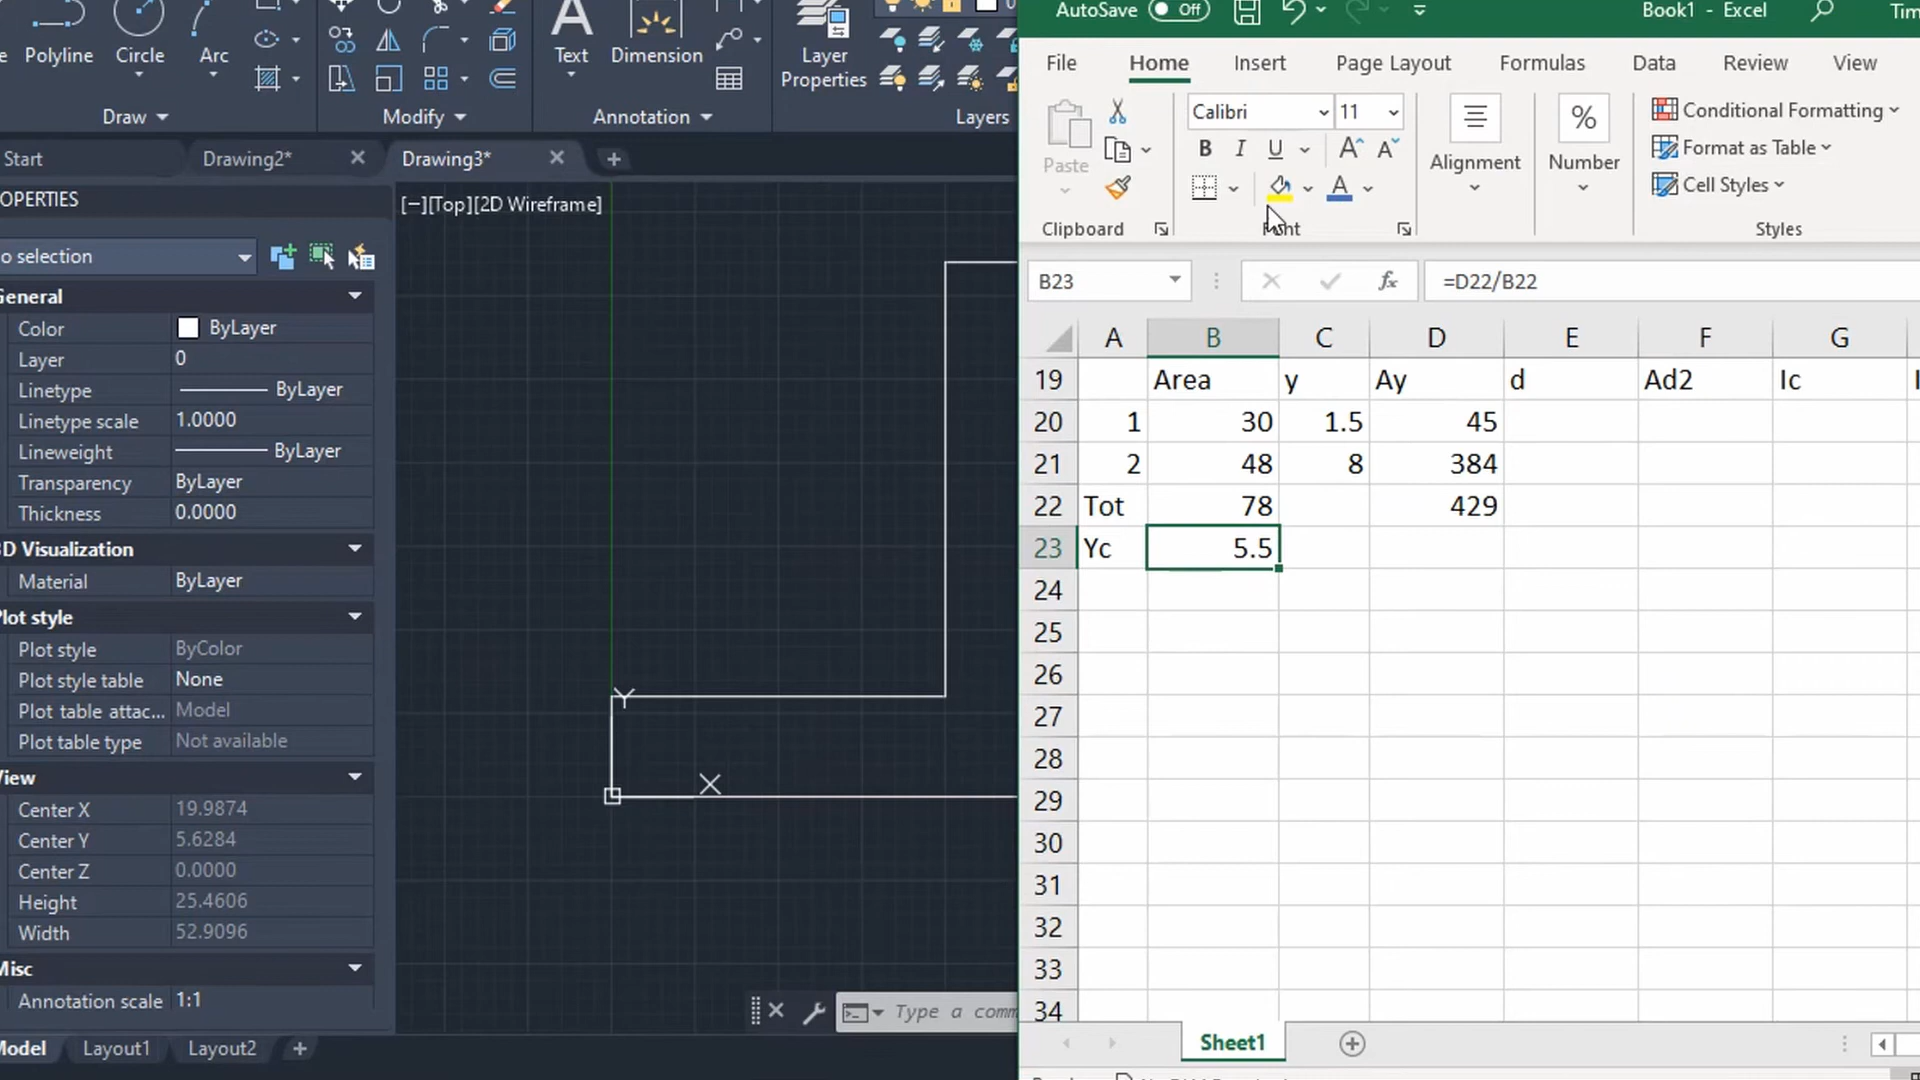 Polyline
Circle
Arc
Text
Dimension
Layer
Properties
Draw
Modify
Annotation
Layers
Start
Drawing2*
Drawing3*
OPERTIES
o selection
General
Color ByLayer
Layer 0
Linetype ByLayer
Linetype scale 1.0000
Lineweight ByLayer
Transparency ByLayer
Thickness 0.0000
3D Visualization
Material ByLayer
Plot style
Plot style ByColor
Plot style table None
Plot table attac... Model
Plot table type Not available
View
Center X 19.9874
Center Y 5.6284
Center Z 0.0000
Height 25.4606
Width 52.9096
Misc
Annotation scale 1:1
Model Layout1 Layout2 +
[−][Top][2D Wireframe]
Y
X
Type a comm
AutoSave Off
Book1 - Excel
Tim
File Home Insert Page Layout Formulas Data Review View
Paste
Calibri 11
B I U A A
A
Alignment
%
Number
Conditional Formatting
Format as Table
Cell Styles
Clipboard
Font
Styles
B23 fx =D22/B22
A B C D E F G
19 Area y Ay d Ad2 Ic I
20 1 30 1.5 45
21 2 48 8 384
22 Tot 78 429
23 Yc 5.5
24
25
26
27
28
29
30
31
32
33
34
Sheet1